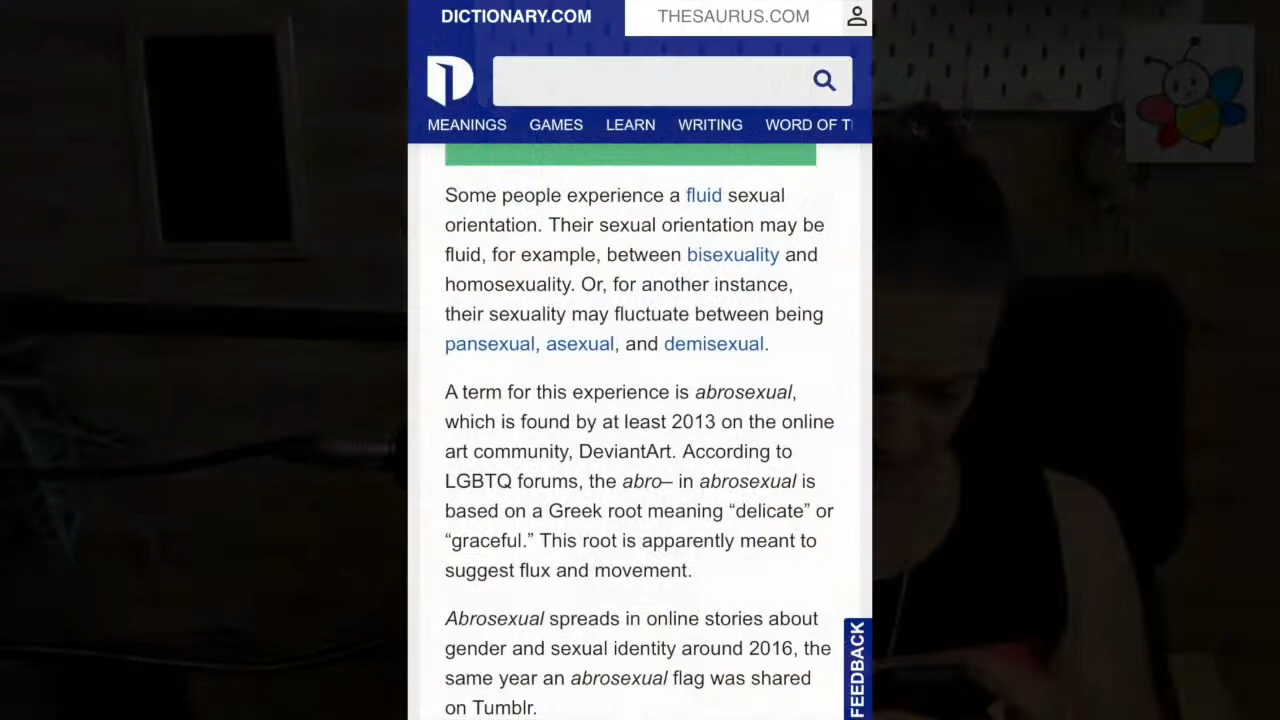 DICTIONARY.COM
THESAURUS.COM
MEANINGS
GAMES
LEARN
WRITING
WORD OF T
Some people experience a fluid sexual
orientation. Their sexual orientation may be
fluid, for example, between bisexuality and
homosexuality. Or, for another instance,
their sexuality may fluctuate between being
pansexual, asexual, and demisexual.
A term for this experience is abrosexual,
which is found by at least 2013 on the online
art community, DeviantArt. According to
LGBTQ forums, the abro– in abrosexual is
based on a Greek root meaning “delicate” or
“graceful.” This root is apparently meant to
suggest flux and movement.
Abrosexual spreads in online stories about
gender and sexual identity around 2016, the
same year an abrosexual flag was shared
on Tumblr.
FEEDBACK